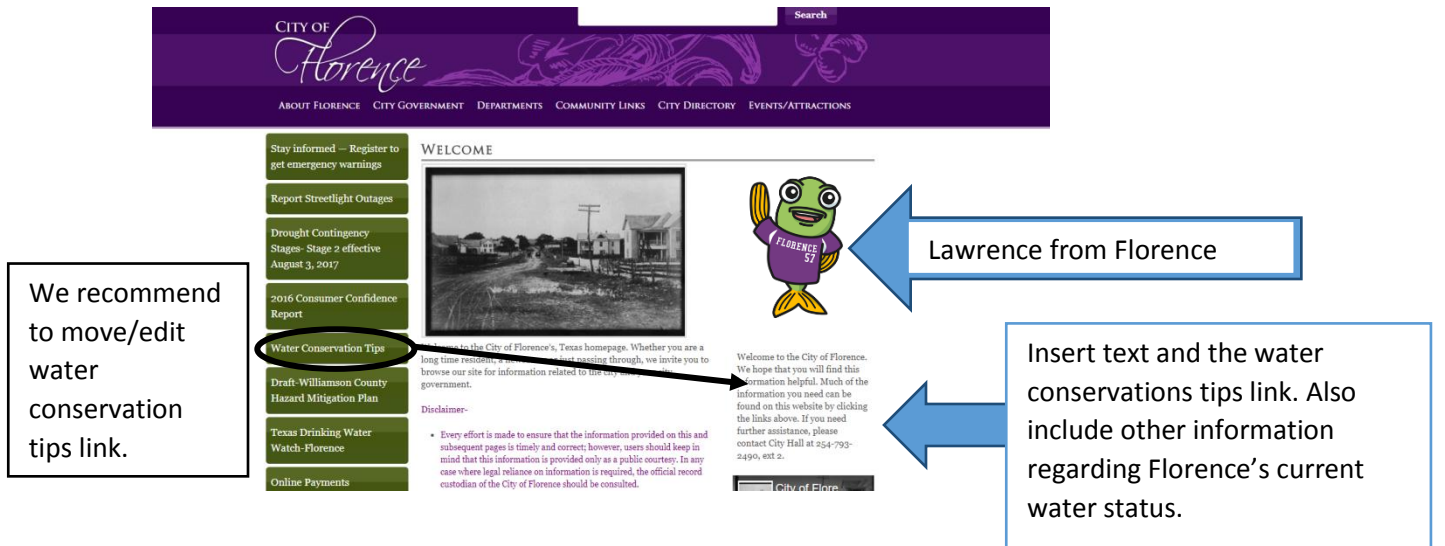 CITY OF
Florence
Search
ABOUT FLORENCE CITY GOVERNMENT DEPARTMENTS COMMUNITY LINKS CITY DIRECTORY EVENTS/ATTRACTIONS
Stay informed — Register to
get emergency warnings
Report Streetlight Outages
Drought Contingency
Stages- Stage 2 effective
August 3, 2017
2016 Consumer Confidence
Report
Water Conservation Tips
Draft-Williamson County
Hazard Mitigation Plan
Texas Drinking Water
Watch-Florence
Online Payments
WELCOME
Welcome to the City of Florence's, Texas homepage. Whether you are a
long time resident, a just passing through, we invite you to
browse our site for information related to the city
government.
Disclaimer-
• Every effort is made to ensure that the information provided on this and
subsequent pages is timely and correct; however, users should keep in
mind that this information is provided only as a public courtesy. In any
case where legal reliance on information is required, the official record
custodian of the City of Florence should be consulted.
FLORENCE
57
Welcome to the City of Florence.
We hope that you will find this
information helpful. Much of the
information you need can be
found on this website by clicking
the links above. If you need
further assistance, please
contact City Hall at 254-793-
2490, ext 2.
City of Flore
We recommend
to move/edit
water
conservation
tips link.
Lawrence from Florence
Insert text and the water
conservations tips link. Also
include other information
regarding Florence's current
water status.